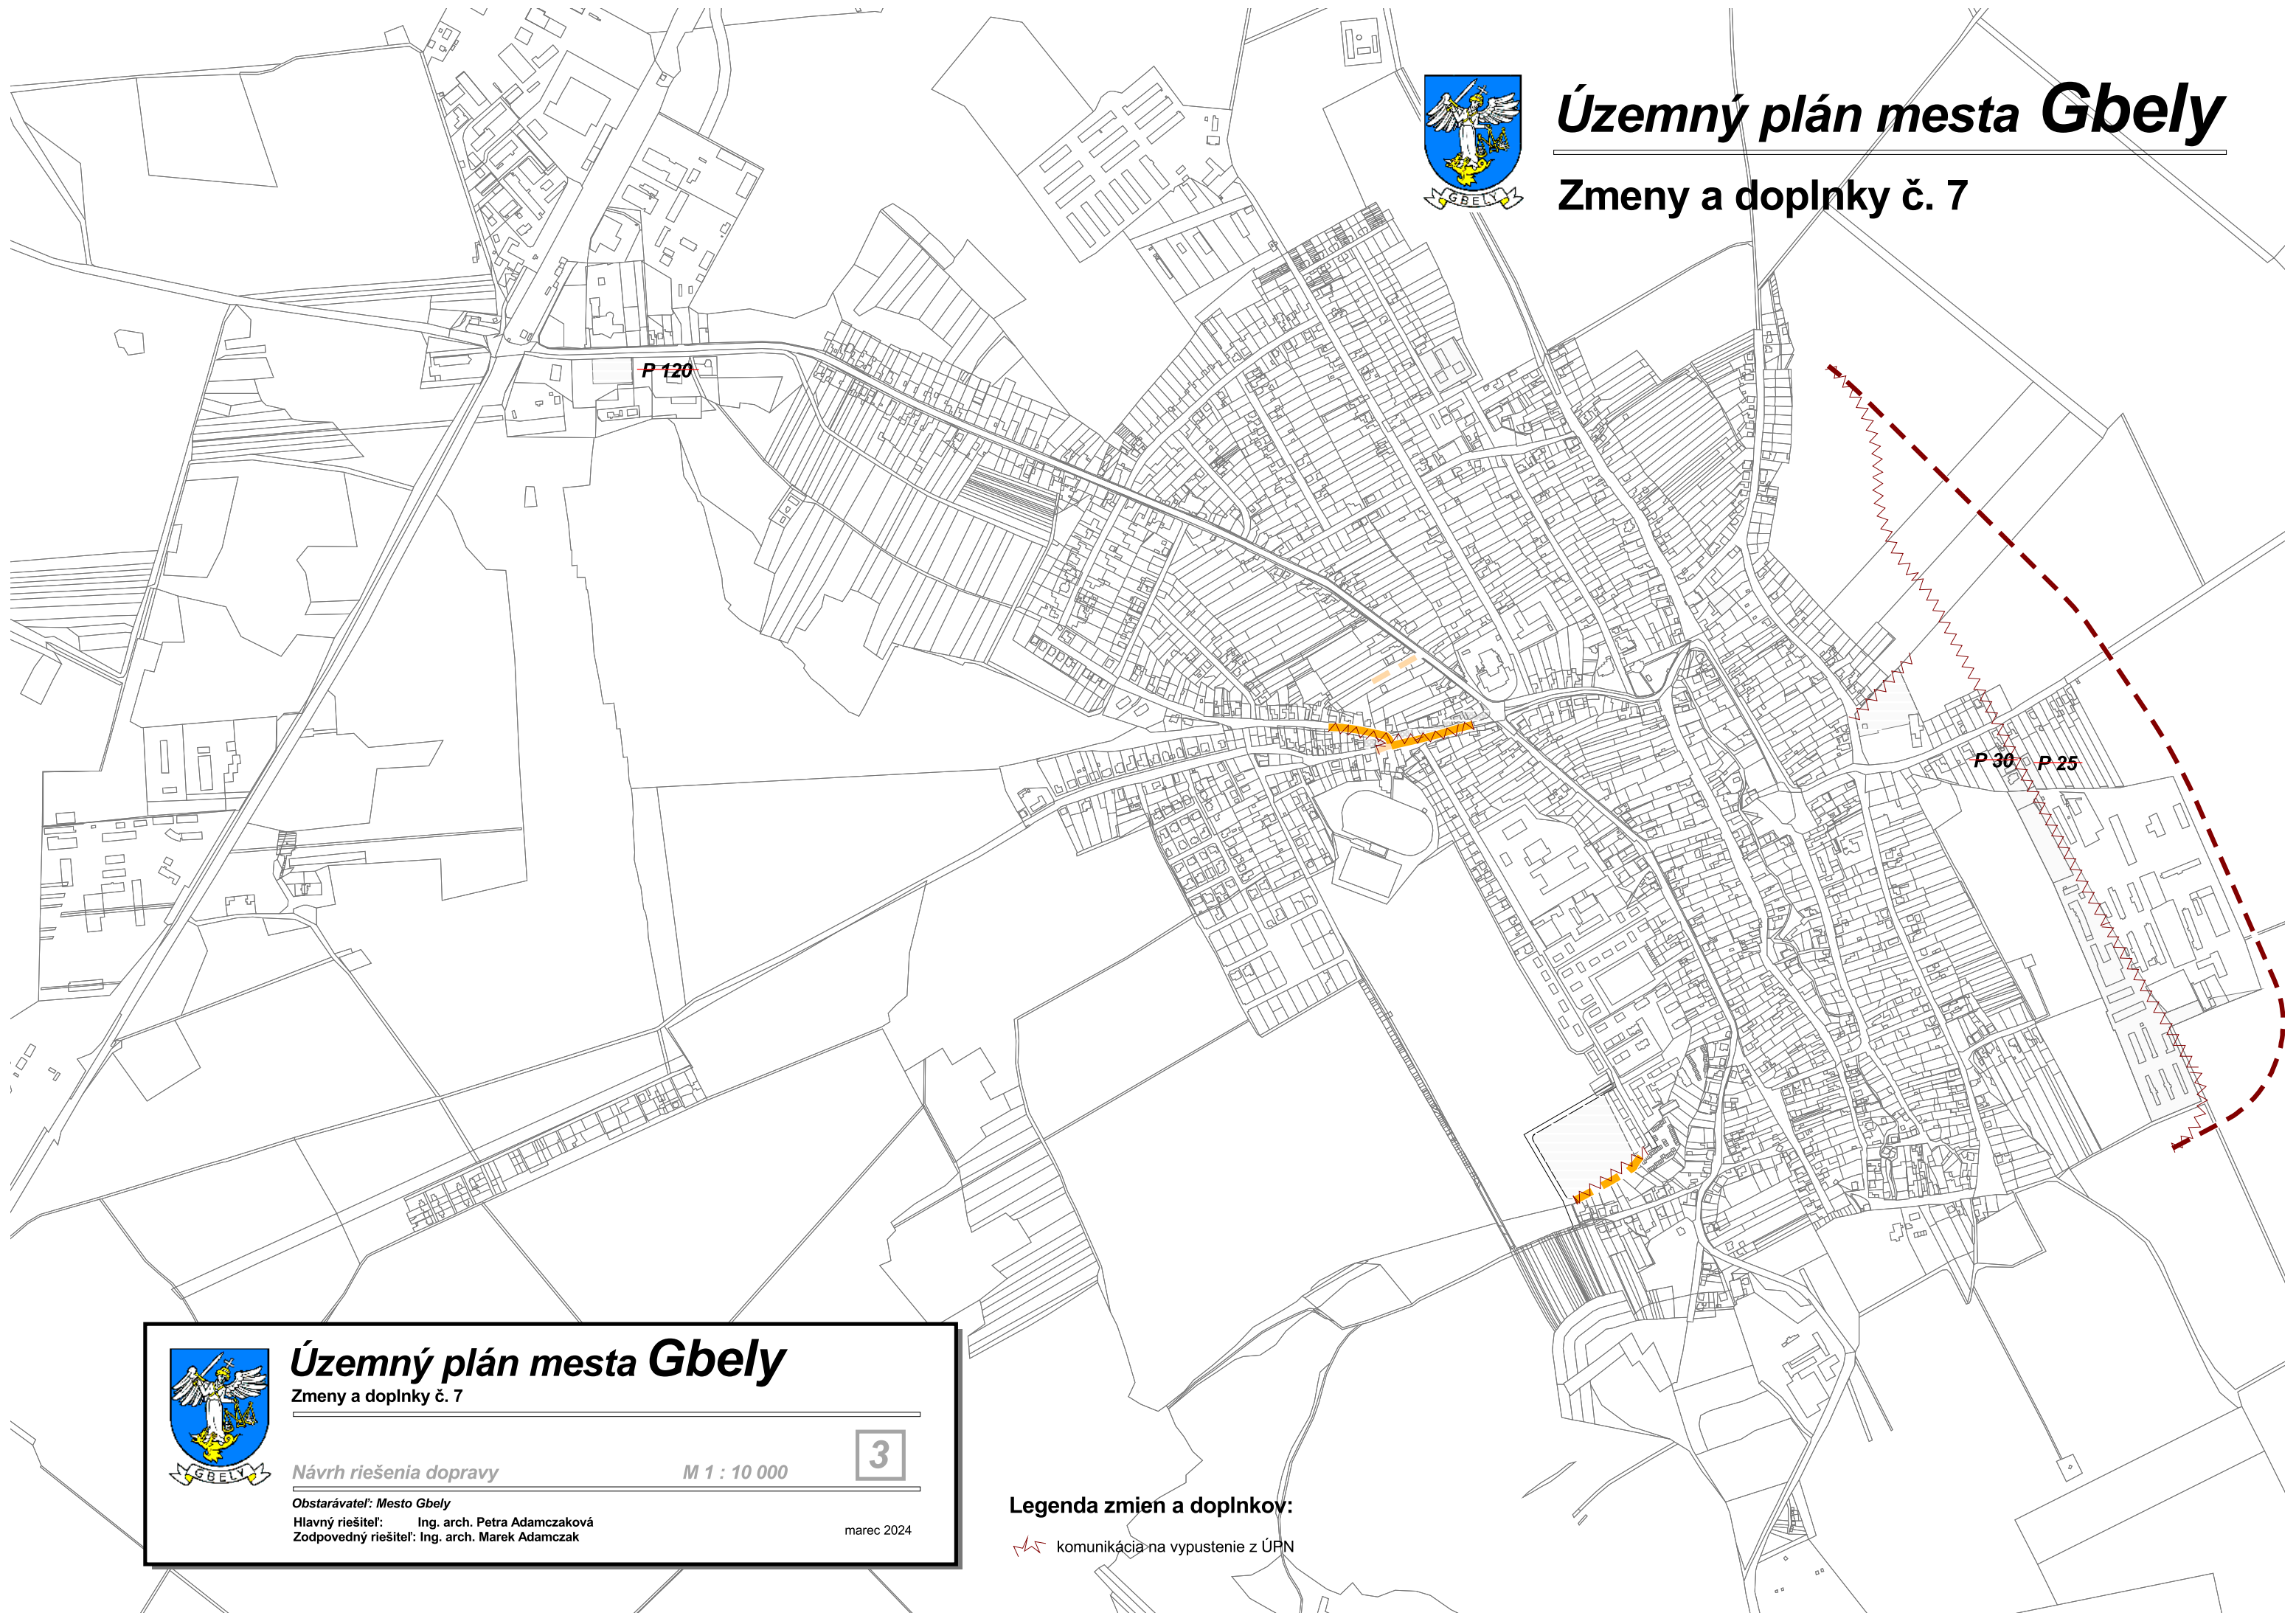 Územný plán mesta Gbely
Zmeny a doplnky č. 7
GBELY
P 120
P 30
P 25
Územný plán mesta Gbely
Zmeny a doplnky č. 7
GBELY
Návrh riešenia dopravy M 1 : 10 000 3
Obstarávateľ: Mesto Gbely
Hlavný riešiteľ: Ing. arch. Petra Adamczaková
Zodpovedný riešiteľ: Ing. arch. Marek Adamczak
marec 2024
Legenda zmien a doplnkov:
komunikácia na vypustenie z ÚPN